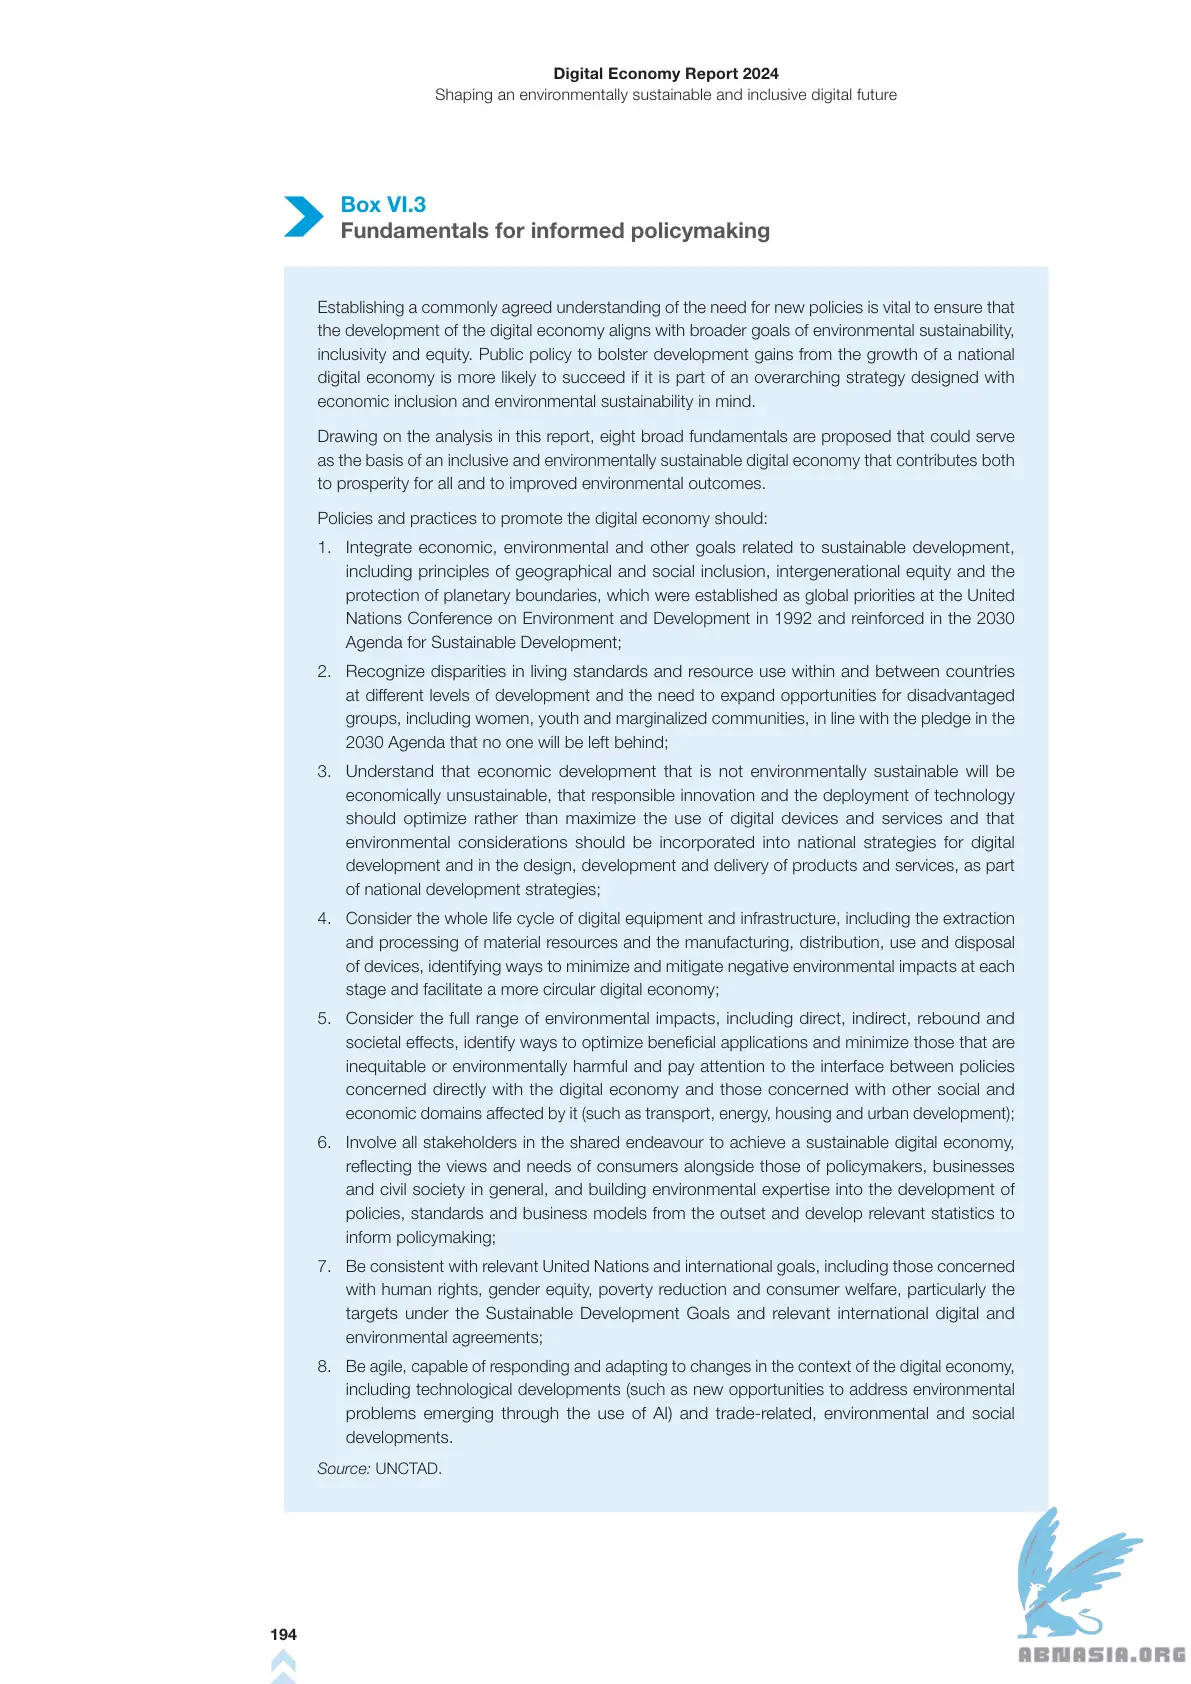 Digital Economy Report 2024
Shaping an environmentally sustainable and inclusive digital future
Box VI.3
Fundamentals for informed policymaking
Establishing a commonly agreed understanding of the need for new policies is vital to ensure that
the development of the digital economy aligns with broader goals of environmental sustainability,
inclusivity and equity. Public policy to bolster development gains from the growth of a national
digital economy is more likely to succeed if it is part of an overarching strategy designed with
economic inclusion and environmental sustainability in mind.
Drawing on the analysis in this report, eight broad fundamentals are proposed that could serve
as the basis of an inclusive and environmentally sustainable digital economy that contributes both
to prosperity for all and to improved environmental outcomes.
Policies and practices to promote the digital economy should:
1. Integrate economic, environmental and other goals related to sustainable development,
including principles of geographical and social inclusion, intergenerational equity and the
protection of planetary boundaries, which were established as global priorities at the United
Nations Conference on Environment and Development in 1992 and reinforced in the 2030
Agenda for Sustainable Development;
2. Recognize disparities in living standards and resource use within and between countries
at different levels of development and the need to expand opportunities for disadvantaged
groups, including women, youth and marginalized communities, in line with the pledge in the
2030 Agenda that no one will be left behind;
3. Understand that economic development that is not environmentally sustainable will be
economically unsustainable, that responsible innovation and the deployment of technology
should optimize rather than maximize the use of digital devices and services and that
environmental considerations should be incorporated into national strategies for digital
development and in the design, development and delivery of products and services, as part
of national development strategies;
4. Consider the whole life cycle of digital equipment and infrastructure, including the extraction
and processing of material resources and the manufacturing, distribution, use and disposal
of devices, identifying ways to minimize and mitigate negative environmental impacts at each
stage and facilitate a more circular digital economy;
5. Consider the full range of environmental impacts, including direct, indirect, rebound and
societal effects, identify ways to optimize beneficial applications and minimize those that are
inequitable or environmentally harmful and pay attention to the interface between policies
concerned directly with the digital economy and those concerned with other social and
economic domains affected by it (such as transport, energy, housing and urban development);
6. Involve all stakeholders in the shared endeavour to achieve a sustainable digital economy,
reflecting the views and needs of consumers alongside those of policymakers, businesses
and civil society in general, and building environmental expertise into the development of
policies, standards and business models from the outset and develop relevant statistics to
inform policymaking;
7. Be consistent with relevant United Nations and international goals, including those concerned
with human rights, gender equity, poverty reduction and consumer welfare, particularly the
targets under the Sustainable Development Goals and relevant international digital and
environmental agreements;
8. Be agile, capable of responding and adapting to changes in the context of the digital economy,
including technological developments (such as new opportunities to address environmental
problems emerging through the use of AI) and trade-related, environmental and social
developments.
Source: UNCTAD.
194
ABNASIA.ORG